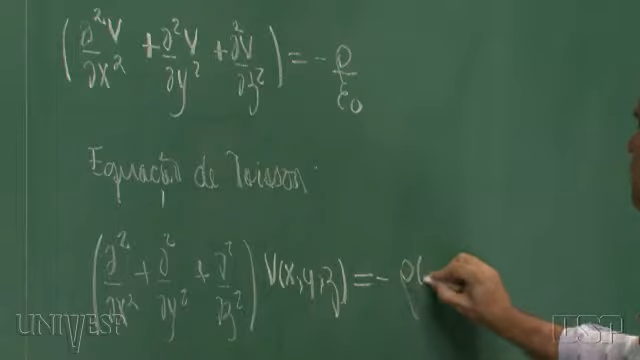 (∂²V/∂x² + ∂²V/∂y² + ∂²V/∂z²) = - ρ/ε₀
Equação de Poisson.
(∂²/∂x² + ∂²/∂y² + ∂²/∂z²) V(x,y,z) = - ρ(
UNIVESP
USP